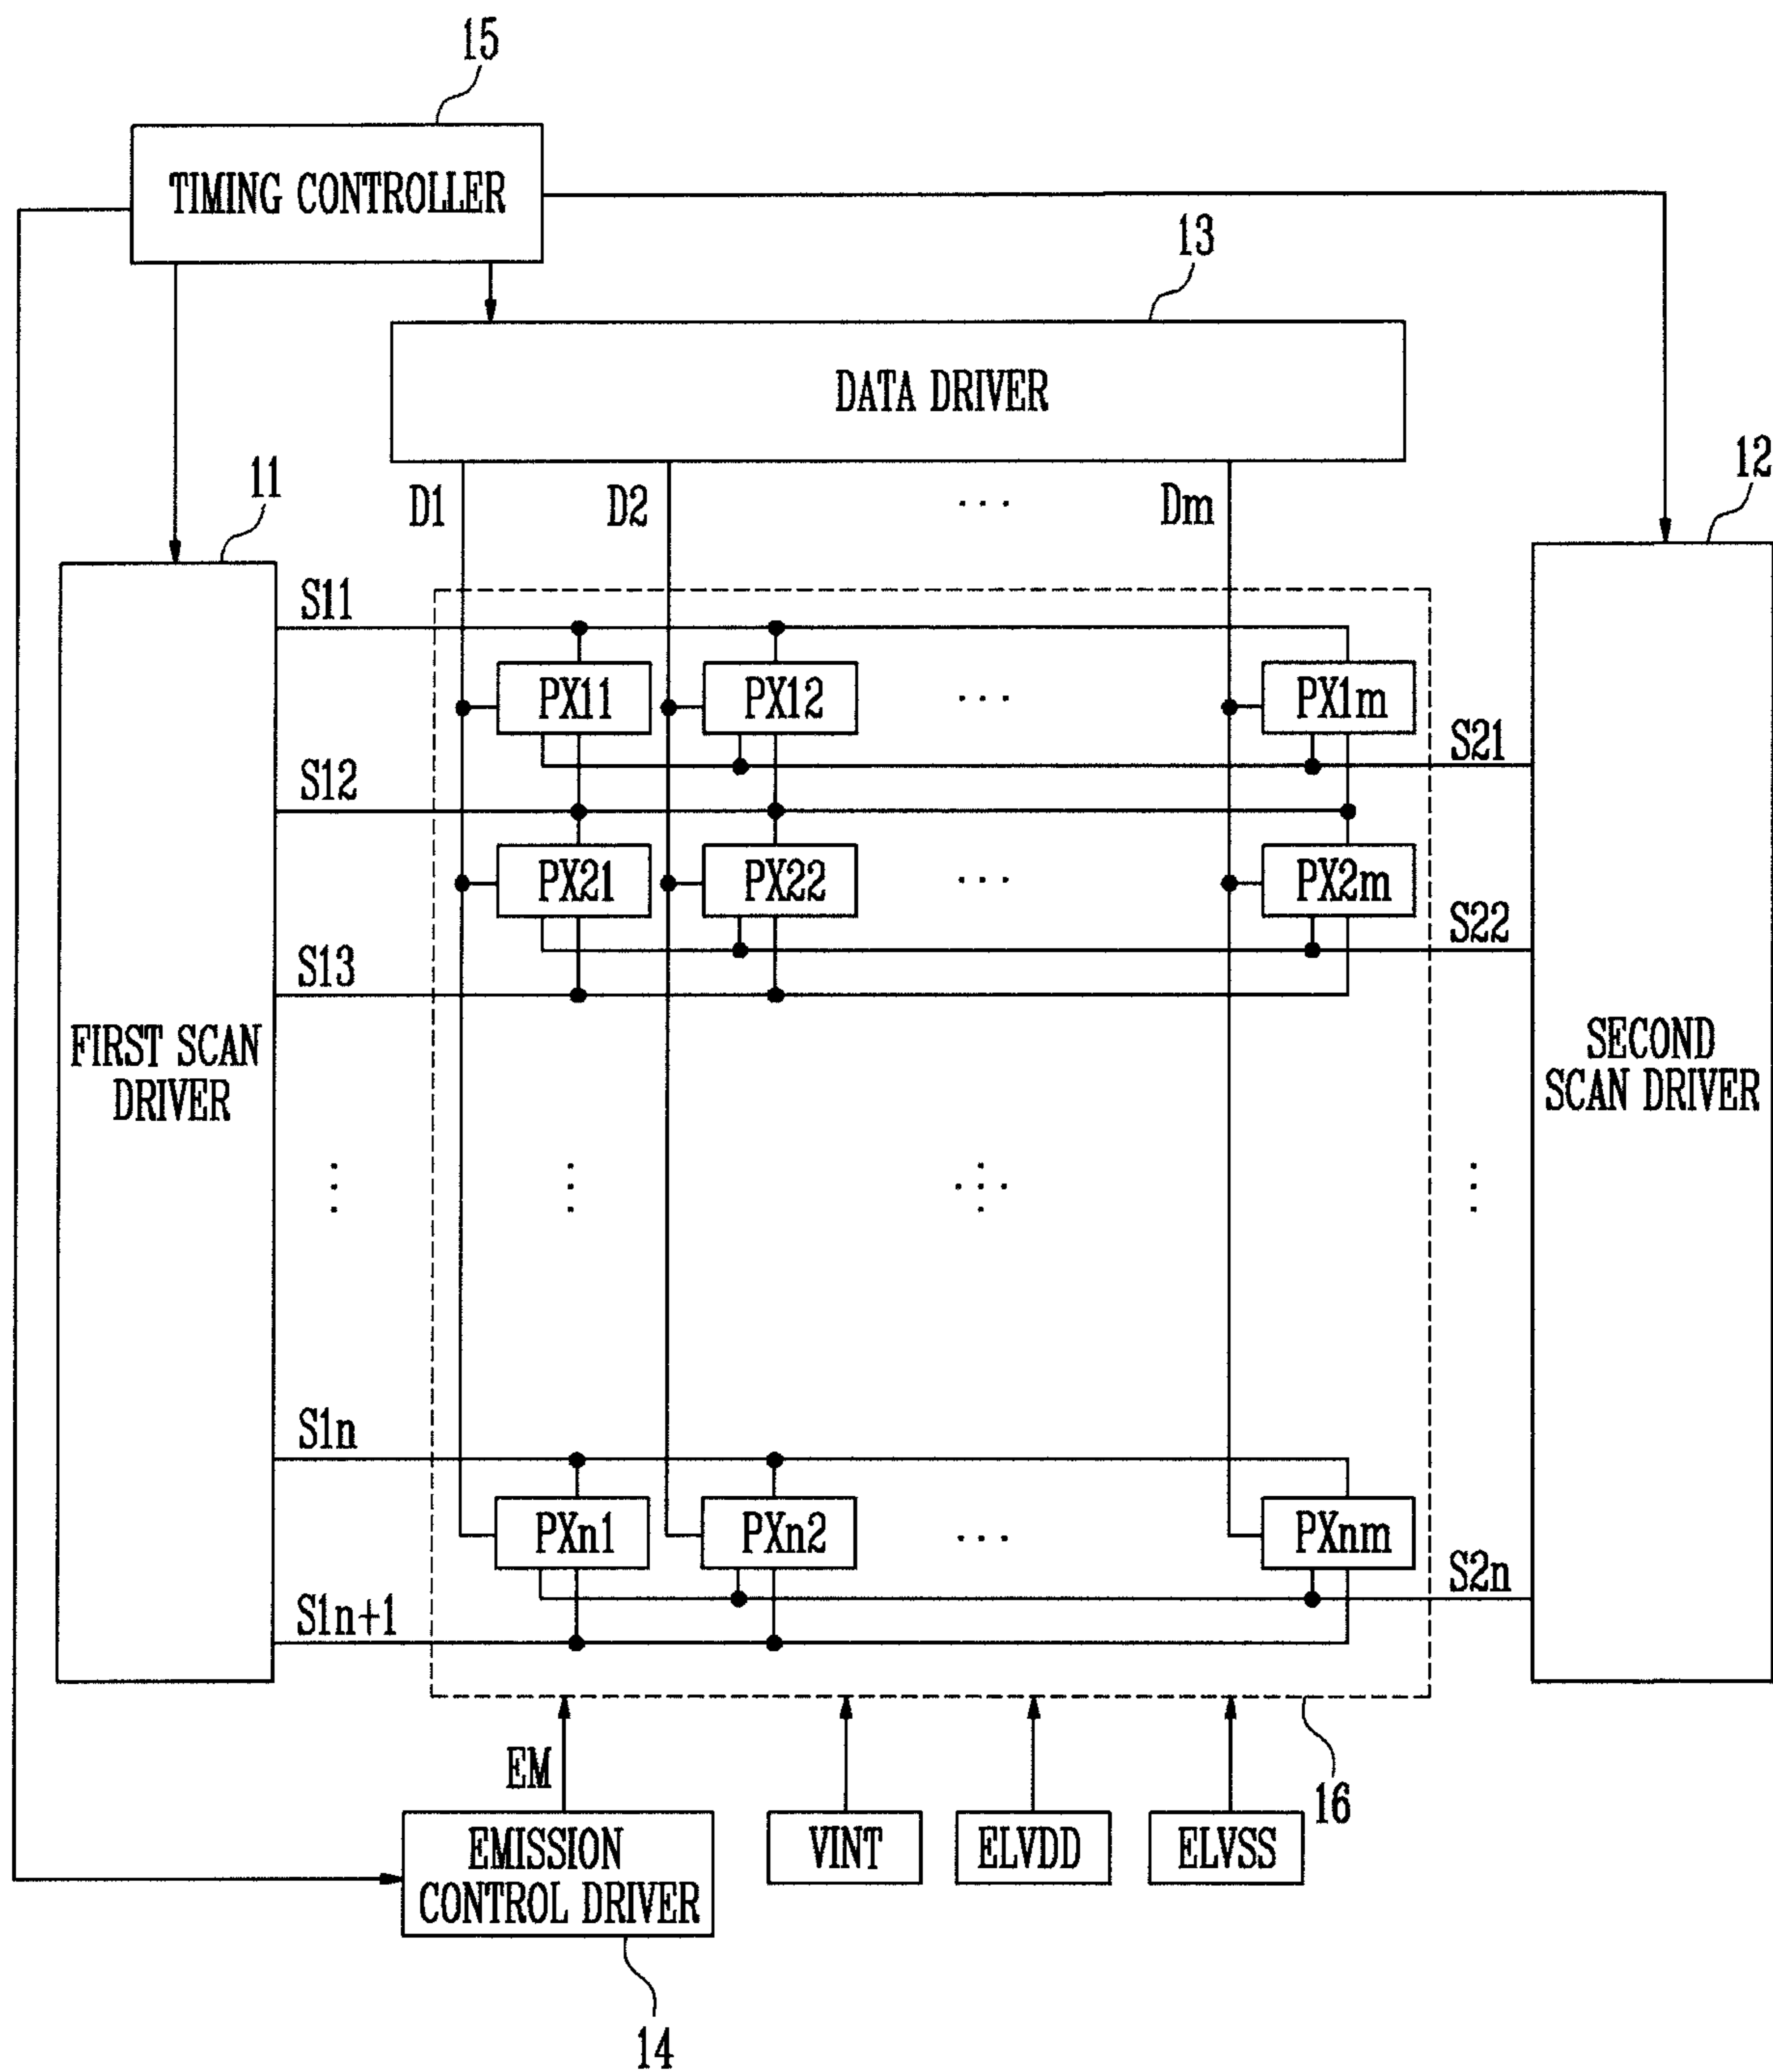 15
TIMING CONTROLLER
13
DATA DRIVER
12
11
D1 D2 ... Dm
S11
PX11 PX12 ... PX1m
S21
S12
PX21 PX22 ... PX2m
S22
S13
FIRST SCAN
DRIVER
SECOND
SCAN DRIVER
S1n
PXn1 PXn2 ... PXnm
S2n
S1n+1
EM
16
EMISSION
CONTROL DRIVER
VINT
ELVDD
ELVSS
14